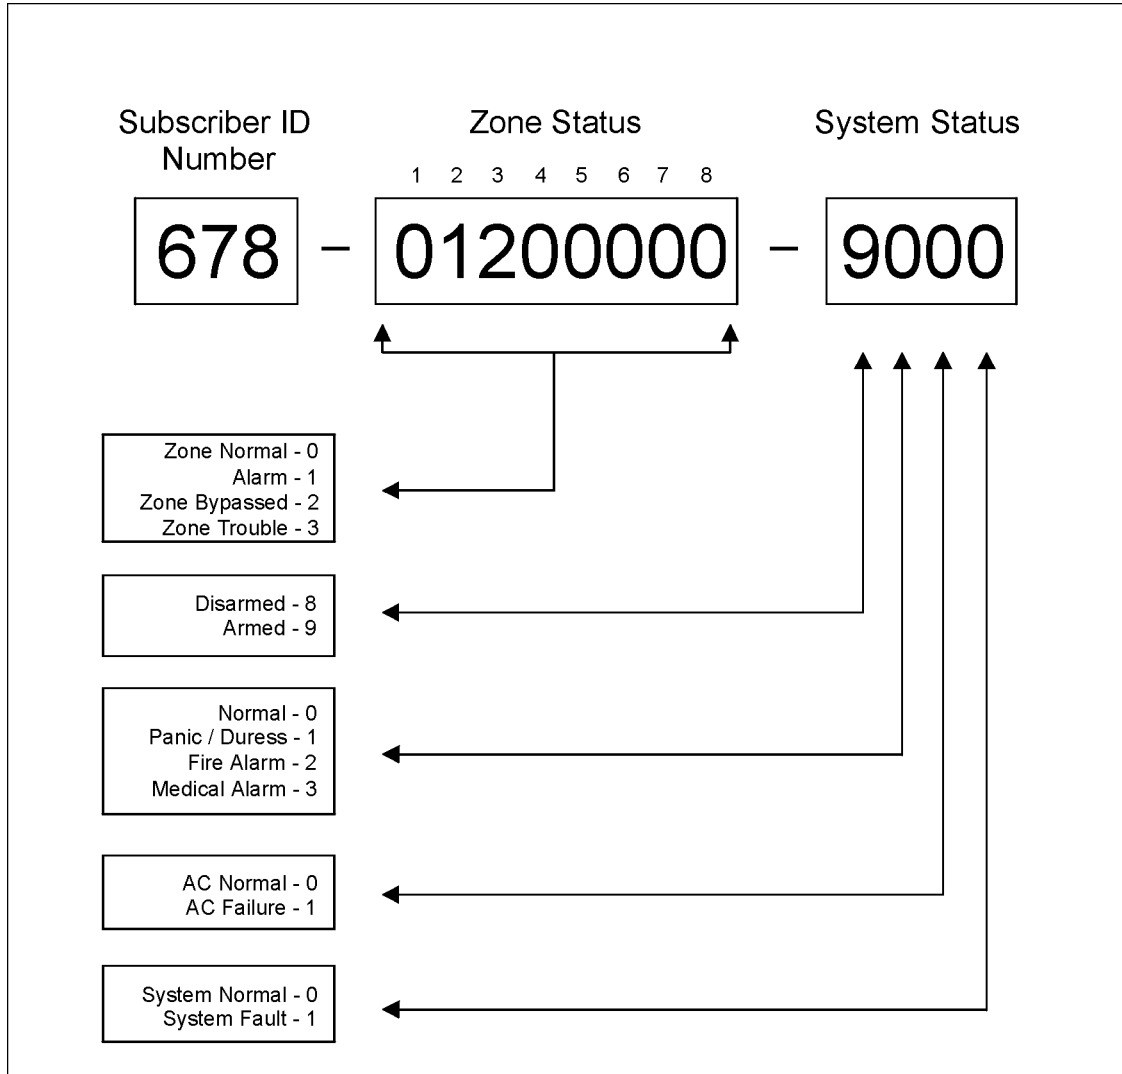 Subscriber ID
Number
Zone Status
System Status
1 2 3 4 5 6 7 8
678 – 01200000 – 9000
Zone Normal - 0
Alarm - 1
Zone Bypassed - 2
Zone Trouble - 3
Disarmed - 8
Armed - 9
Normal - 0
Panic / Duress - 1
Fire Alarm - 2
Medical Alarm - 3
AC Normal - 0
AC Failure - 1
System Normal - 0
System Fault - 1